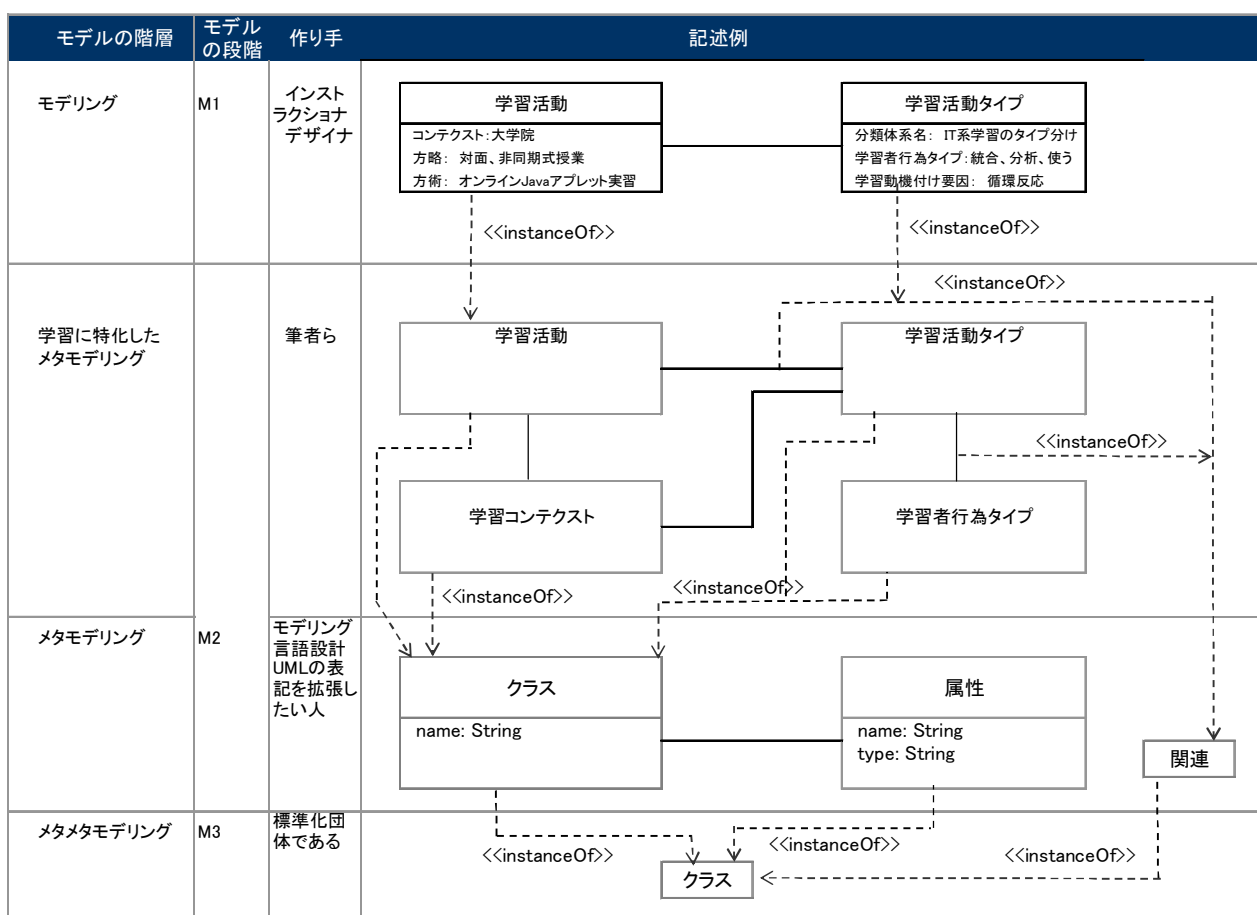 モデルの階層
モデル
の段階
作り手
記述例
モデリング
M1
インスト
ラクショナ
デザイナ
学習活動
コンテクスト:大学院
方略： 対面、非同期式授業
方術： オンラインJavaアプレット実習
学習活動タイプ
分類体系名： IT系学習のタイプ分け
学習者行為タイプ:統合、分析、使う
学習動機付け要因： 循環反応
<<instanceOf>>
<<instanceOf>>
<<instanceOf>>
学習に特化した
メタモデリング
筆者ら
学習活動
学習活動タイプ
<<instanceOf>>
学習コンテクスト
学習者行為タイプ
<<instanceOf>>
<<instanceOf>>
メタモデリング
M2
モデリング
言語設計
UMLの表
記を拡張し
たい人
クラス
name: String
属性
name: String
type: String
関連
メタメタモデリング
M3
標準化団
体である
<<instanceOf>>
<<instanceOf>>
<<instanceOf>>
クラス